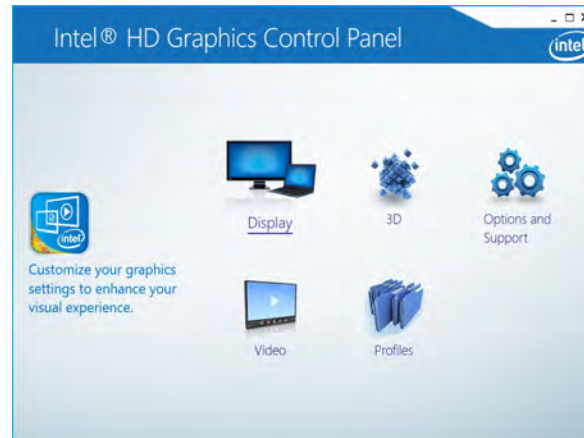 Intel® HD Graphics Control Panel
intel
Display
3D
Options and
Support
intel
Customize your graphics
settings to enhance your
visual experience.
Video
Profiles